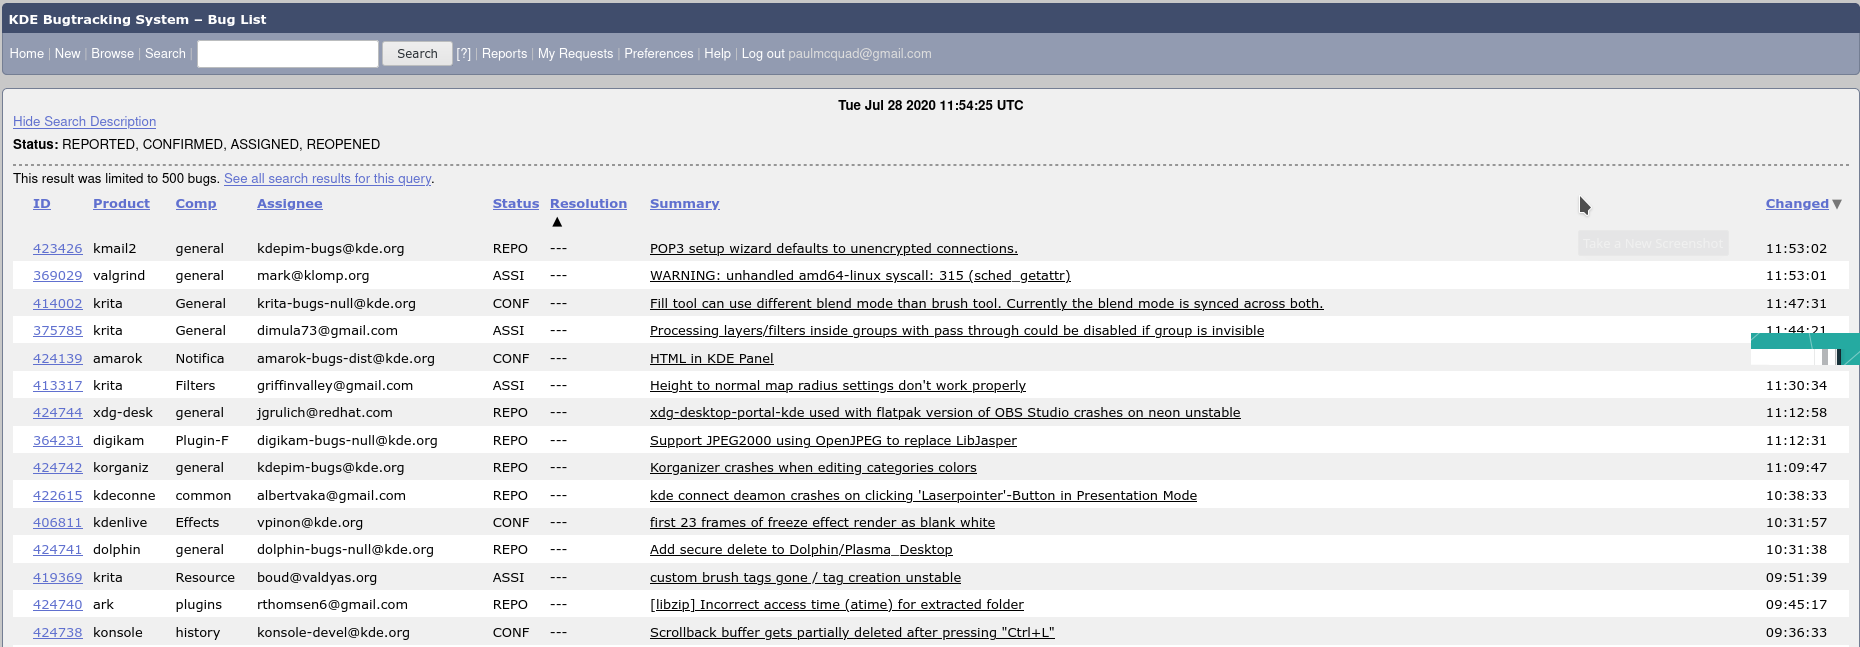 KDE Bugtracking System – Bug List
Home | New | Browse | Search | Search [?] | Reports | My Requests | Preferences | Help | Log out paulmcquad@gmail.com
Tue Jul 28 2020 11:54:25 UTC
Hide Search Description
Status: REPORTED, CONFIRMED, ASSIGNED, REOPENED
This result was limited to 500 bugs. See all search results for this query.
ID Product Comp Assignee Status Resolution ▲ Summary Changed ▼
Take a New Screenshot
423426 kmail2 general kdepim-bugs@kde.org REPO --- POP3 setup wizard defaults to unencrypted connections. 11:53:02
369029 valgrind general mark@klomp.org ASSI --- WARNING: unhandled amd64-linux syscall: 315 (sched_getattr) 11:53:01
414002 krita General krita-bugs-null@kde.org CONF --- Fill tool can use different blend mode than brush tool. Currently the blend mode is synced across both. 11:47:31
375785 krita General dimula73@gmail.com ASSI --- Processing layers/filters inside groups with pass through could be disabled if group is invisible 11:44:21
424139 amarok Notifica amarok-bugs-dist@kde.org CONF --- HTML in KDE Panel
413317 krita Filters griffinvalley@gmail.com ASSI --- Height to normal map radius settings don't work properly 11:30:34
424744 xdg-desk general jgrulich@redhat.com REPO --- xdg-desktop-portal-kde used with flatpak version of OBS Studio crashes on neon unstable 11:12:58
364231 digikam Plugin-F digikam-bugs-null@kde.org REPO --- Support JPEG2000 using OpenJPEG to replace LibJasper 11:12:31
424742 korganiz general kdepim-bugs@kde.org REPO --- Korganizer crashes when editing categories colors 11:09:47
422615 kdeconne common albertvaka@gmail.com REPO --- kde connect deamon crashes on clicking 'Laserpointer'-Button in Presentation Mode 10:38:33
406811 kdenlive Effects vpinon@kde.org CONF --- first 23 frames of freeze effect render as blank white 10:31:57
424741 dolphin general dolphin-bugs-null@kde.org REPO --- Add secure delete to Dolphin/Plasma_Desktop 10:31:38
419369 krita Resource boud@valdyas.org ASSI --- custom brush tags gone / tag creation unstable 09:51:39
424740 ark plugins rthomsen6@gmail.com REPO --- [libzip] Incorrect access time (atime) for extracted folder 09:45:17
424738 konsole history konsole-devel@kde.org CONF --- Scrollback buffer gets partially deleted after pressing "Ctrl+L" 09:36:33